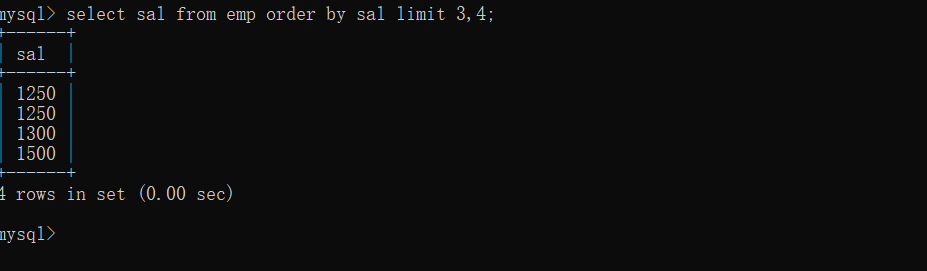 mysql> select sal from emp order by sal limit 3,4;
+------+
| sal  |
+------+
| 1250 |
| 1250 |
| 1300 |
| 1500 |
+------+
4 rows in set (0.00 sec)
mysql>